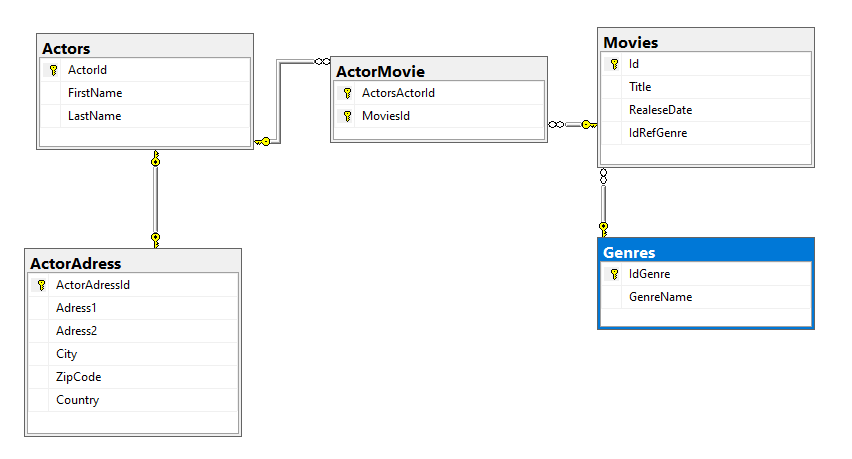 Actors
ActorId
FirstName
LastName
ActorMovie
ActorsActorId
MoviesId
Movies
Id
Title
RealeseDate
IdRefGenre
ActorAdress
ActorAdressId
Adress1
Adress2
City
ZipCode
Country
Genres
IdGenre
GenreName